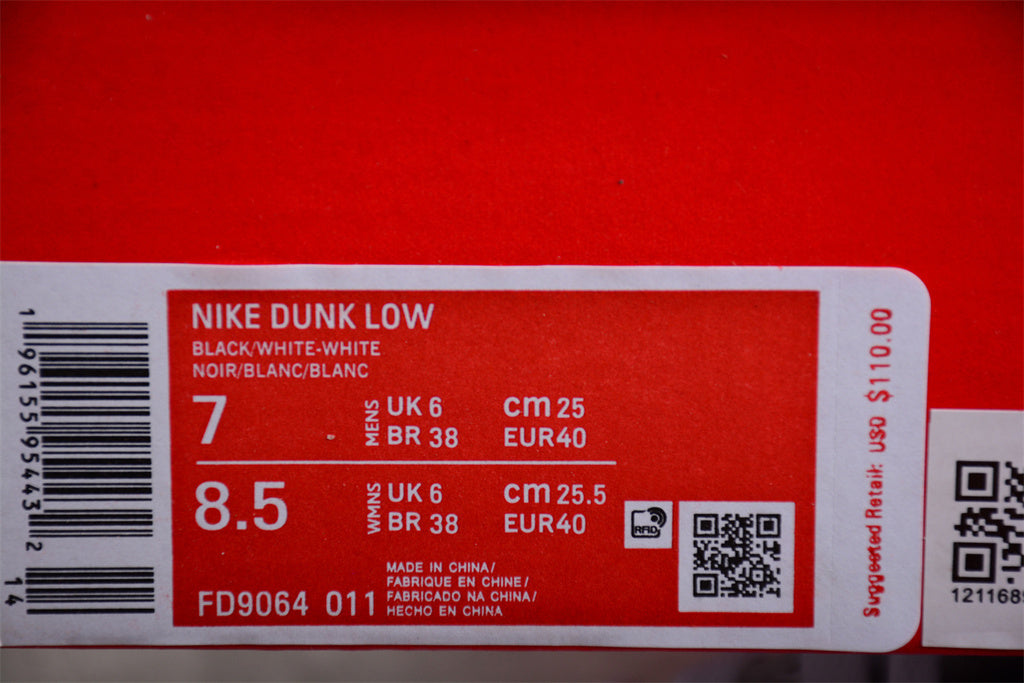 NIKE DUNK LOW
BLACK/WHITE-WHITE
NOIR/BLANC/BLANC
7
MENS
UK 6
cm 25
BR 38
EUR40
8.5
WMNS
UK 6
cm 25.5
BR 38
EUR40
RFID
MADE IN CHINA/
FABRIQUE EN CHINE/
FABRICADO NA CHINA/
HECHO EN CHINA
FD9064 011
1 96155 95443 2
14
Suggested Retail: USD $110.00